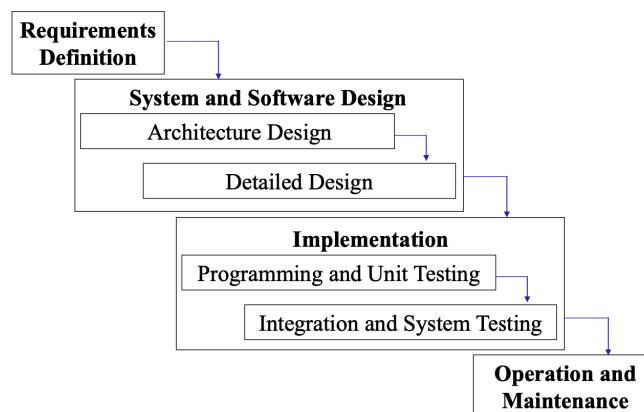 Requirements
Definition
System and Software Design
Architecture Design
Detailed Design
Implementation
Programming and Unit Testing
Integration and System Testing
Operation and
Maintenance